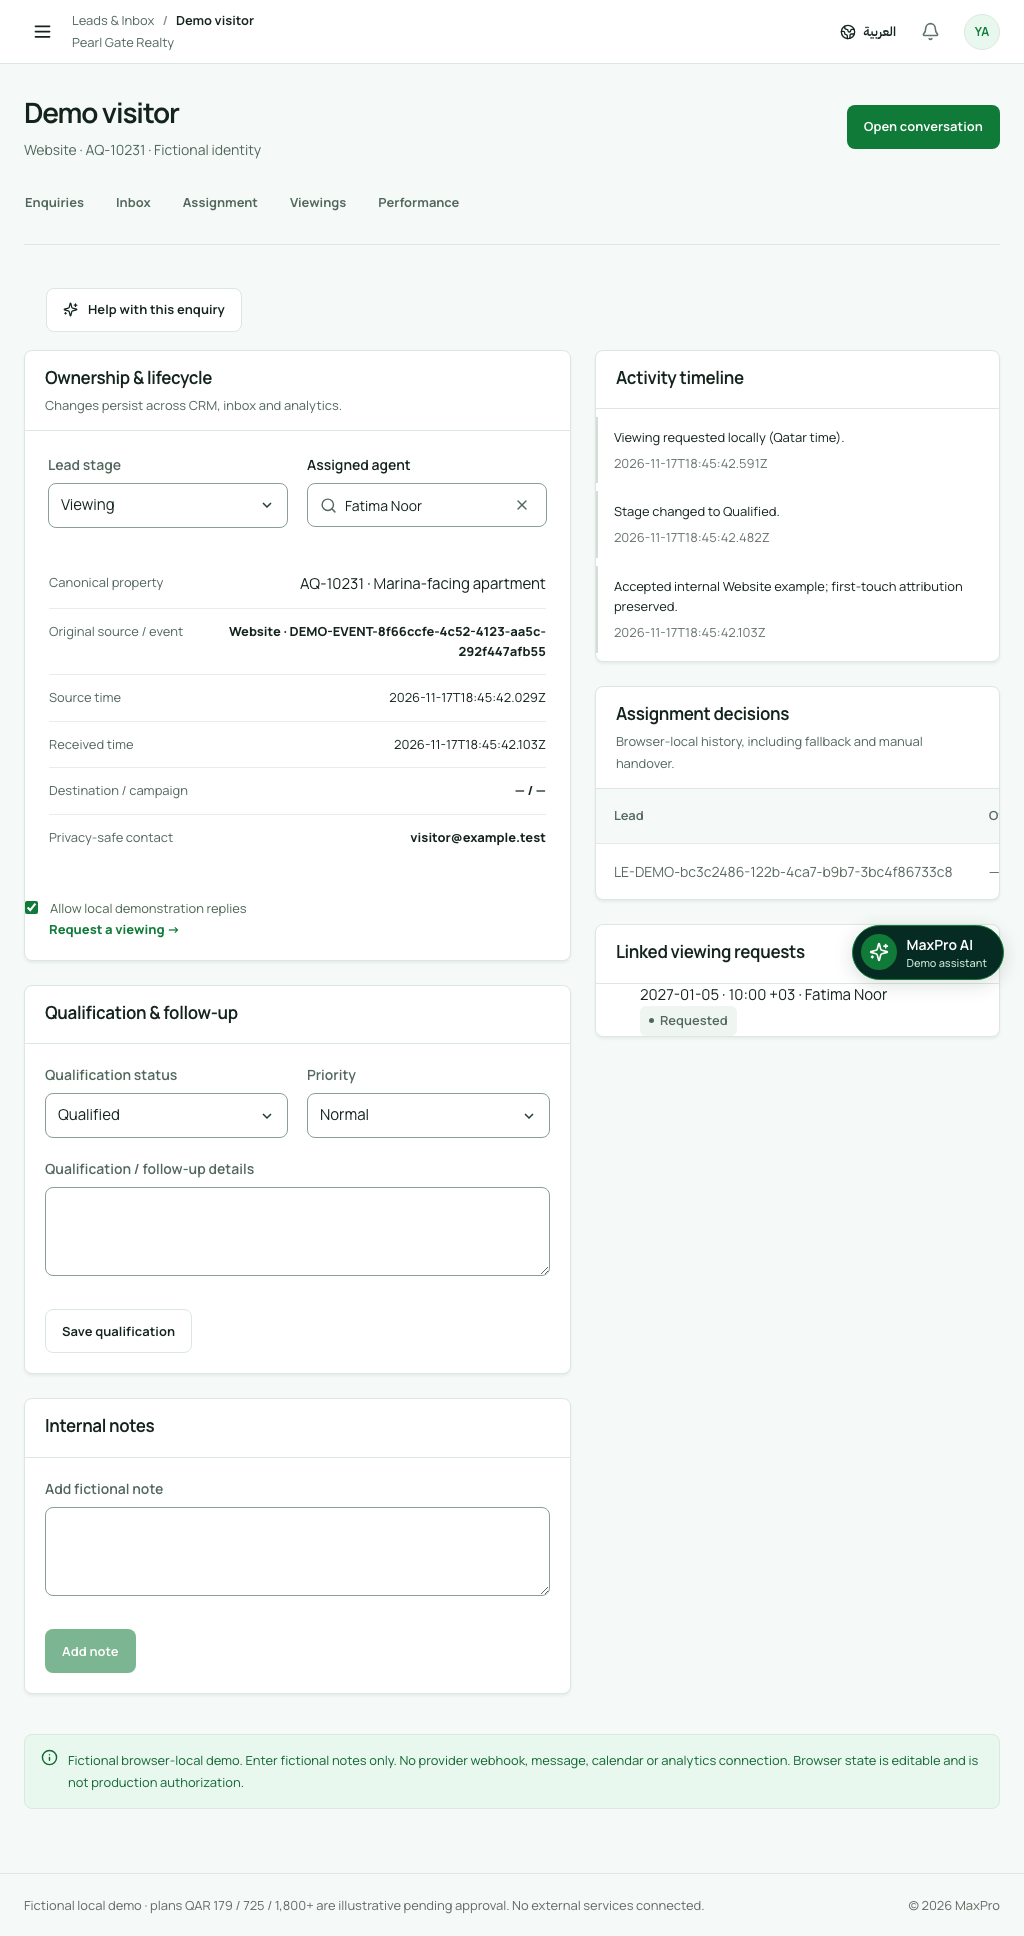 Leads & Inbox / Demo visitor
Pearl Gate Realty
العربية
YA
Demo visitor
Website · AQ-10231 · Fictional identity
Open conversation
Enquiries Inbox Assignment Viewings Performance
Help with this enquiry
Ownership & lifecycle
Changes persist across CRM, inbox and analytics.
Lead stage Assigned agent
Viewing Fatima Noor
Canonical property AQ-10231 · Marina-facing apartment
Original source / event Website · DEMO-EVENT-8f66ccfe-4c52-4123-aa5c-
292f447afb55
Source time 2026-11-17T18:45:42.029Z
Received time 2026-11-17T18:45:42.103Z
Destination / campaign — / —
Privacy-safe contact visitor@example.test
Allow local demonstration replies
Request a viewing →
Qualification & follow-up
Qualification status Priority
Qualified Normal
Qualification / follow-up details
Save qualification
Internal notes
Add fictional note
Add note
Activity timeline
Viewing requested locally (Qatar time).
2026-11-17T18:45:42.591Z
Stage changed to Qualified.
2026-11-17T18:45:42.482Z
Accepted internal Website example; first-touch attribution
preserved.
2026-11-17T18:45:42.103Z
Assignment decisions
Browser-local history, including fallback and manual
handover.
Lead
LE-DEMO-bc3c2486-122b-4ca7-b9b7-3bc4f86733c8 —
Linked viewing requests
MaxPro AI
Demo assistant
2027-01-05 · 10:00 +03 · Fatima Noor
• Requested
Fictional browser-local demo. Enter fictional notes only. No provider webhook, message, calendar or analytics connection. Browser state is editable and is
not production authorization.
Fictional local demo · plans QAR 179 / 725 / 1,800+ are illustrative pending approval. No external services connected.
© 2026 MaxPro